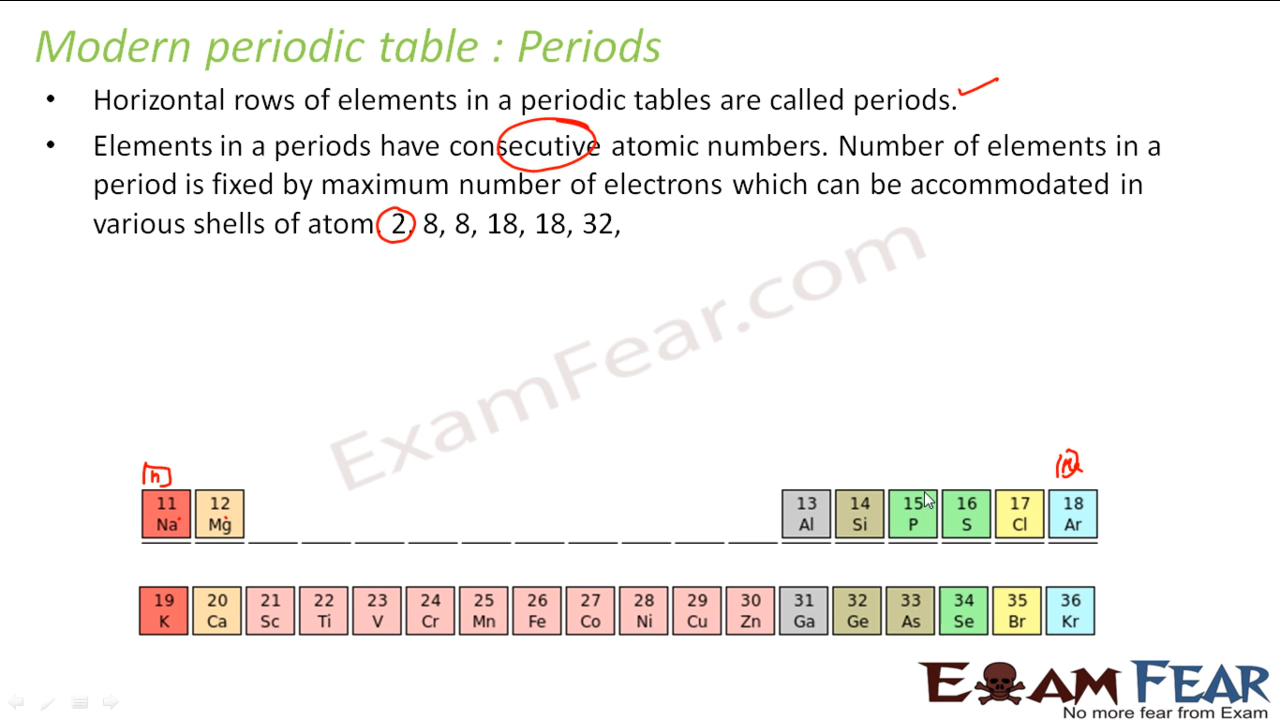 Modern periodic table : Periods
• Horizontal rows of elements in a periodic tables are called periods.
• Elements in a periods have consecutive atomic numbers. Number of elements in a
period is fixed by maximum number of electrons which can be accommodated in
various shells of atom 2, 8, 8, 18, 18, 32,
ExamFear.com
11 12 13 14 15 16 17 18
Na Mg Al Si P S Cl Ar
19 20 21 22 23 24 25 26 27 28 29 30 31 32 33 34 35 36
K Ca Sc Ti V Cr Mn Fe Co Ni Cu Zn Ga Ge As Se Br Kr
EXAM FEAR
No more fear from Exam